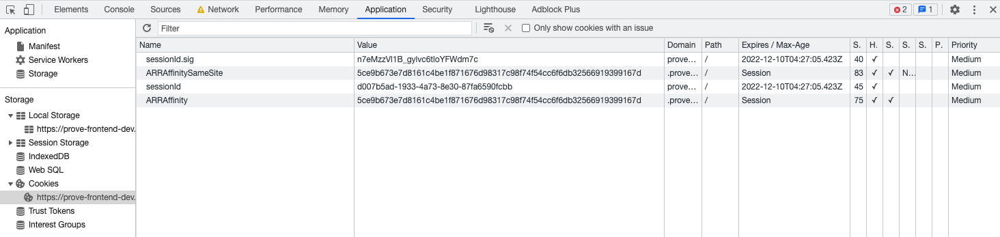 Elements Console Sources Network Performance Memory Application Security Lighthouse Adblock Plus 2 1
Application
Manifest
Service Workers
Storage
Storage
Local Storage
https://prove-frontend-dev.
Session Storage
IndexedDB
Web SQL
Cookies
https://prove-frontend-dev.
Trust Tokens
Interest Groups
Filter Only show cookies with an issue
Name Value Domain Path Expires / Max-Age S. H. S. S. S. P. Priority
sessionId.sig n7eMzzVl1B_gylvc6tloYFWdm7c prove… / 2022-12-10T04:27:05.423Z 40 ✓ Medium
ARRAffinitySameSite 5ce9b673e7d8161c4be1f871676d98317c98f74f54cc6f6db32566919399167d .prove… / Session 83 ✓ ✓ N… Medium
sessionId d007b5ad-1933-4a73-8e30-87fa6590fcbb prove… / 2022-12-10T04:27:05.423Z 45 ✓ Medium
ARRAffinity 5ce9b673e7d8161c4be1f871676d98317c98f74f54cc6f6db32566919399167d .prove… / Session 75 ✓ ✓ Medium